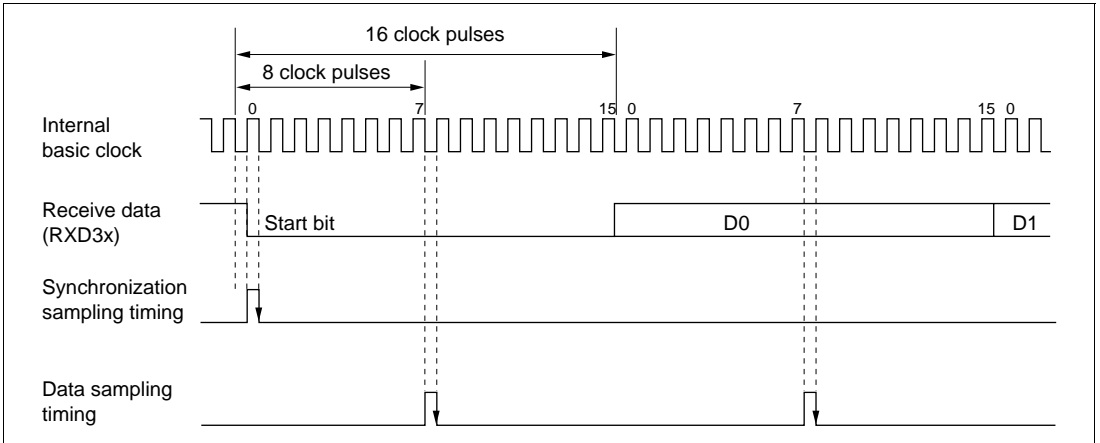 16 clock pulses
8 clock pulses
0 7 15 0 7 15 0
Internal
basic clock
Receive data
(RXD3x)
Start bit D0 D1
Synchronization
sampling timing
Data sampling
timing